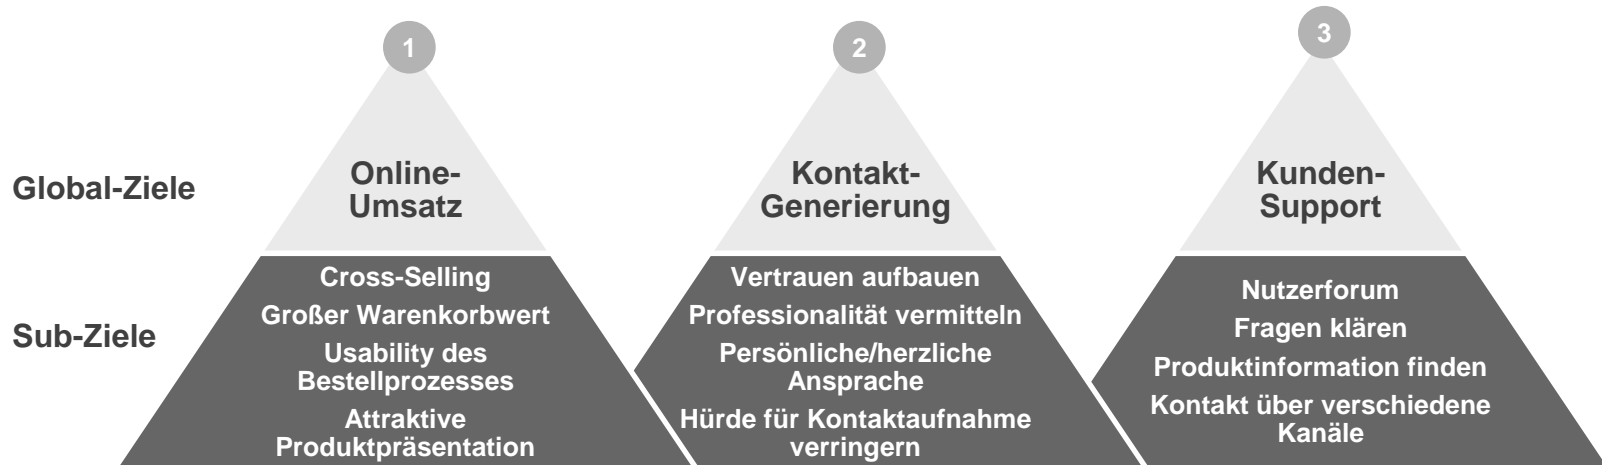 1
2
3
Global-Ziele
Online-
Umsatz
Kontakt-
Generierung
Kunden-
Support
Sub-Ziele
Cross-Selling
Großer Warenkorbwert
Usability des
Bestellprozesses
Attraktive
Produktpräsentation
Vertrauen aufbauen
Professionalität vermitteln
Persönliche/herzliche
Ansprache
Hürde für Kontaktaufnahme
verringern
Nutzerforum
Fragen klären
Produktinformation finden
Kontakt über verschiedene
Kanäle